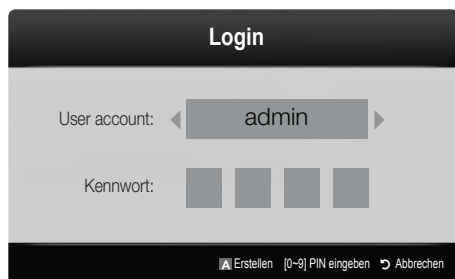 Login
User account: admin
Kennwort:
A Erstellen [0~9] PIN eingeben Abbrechen